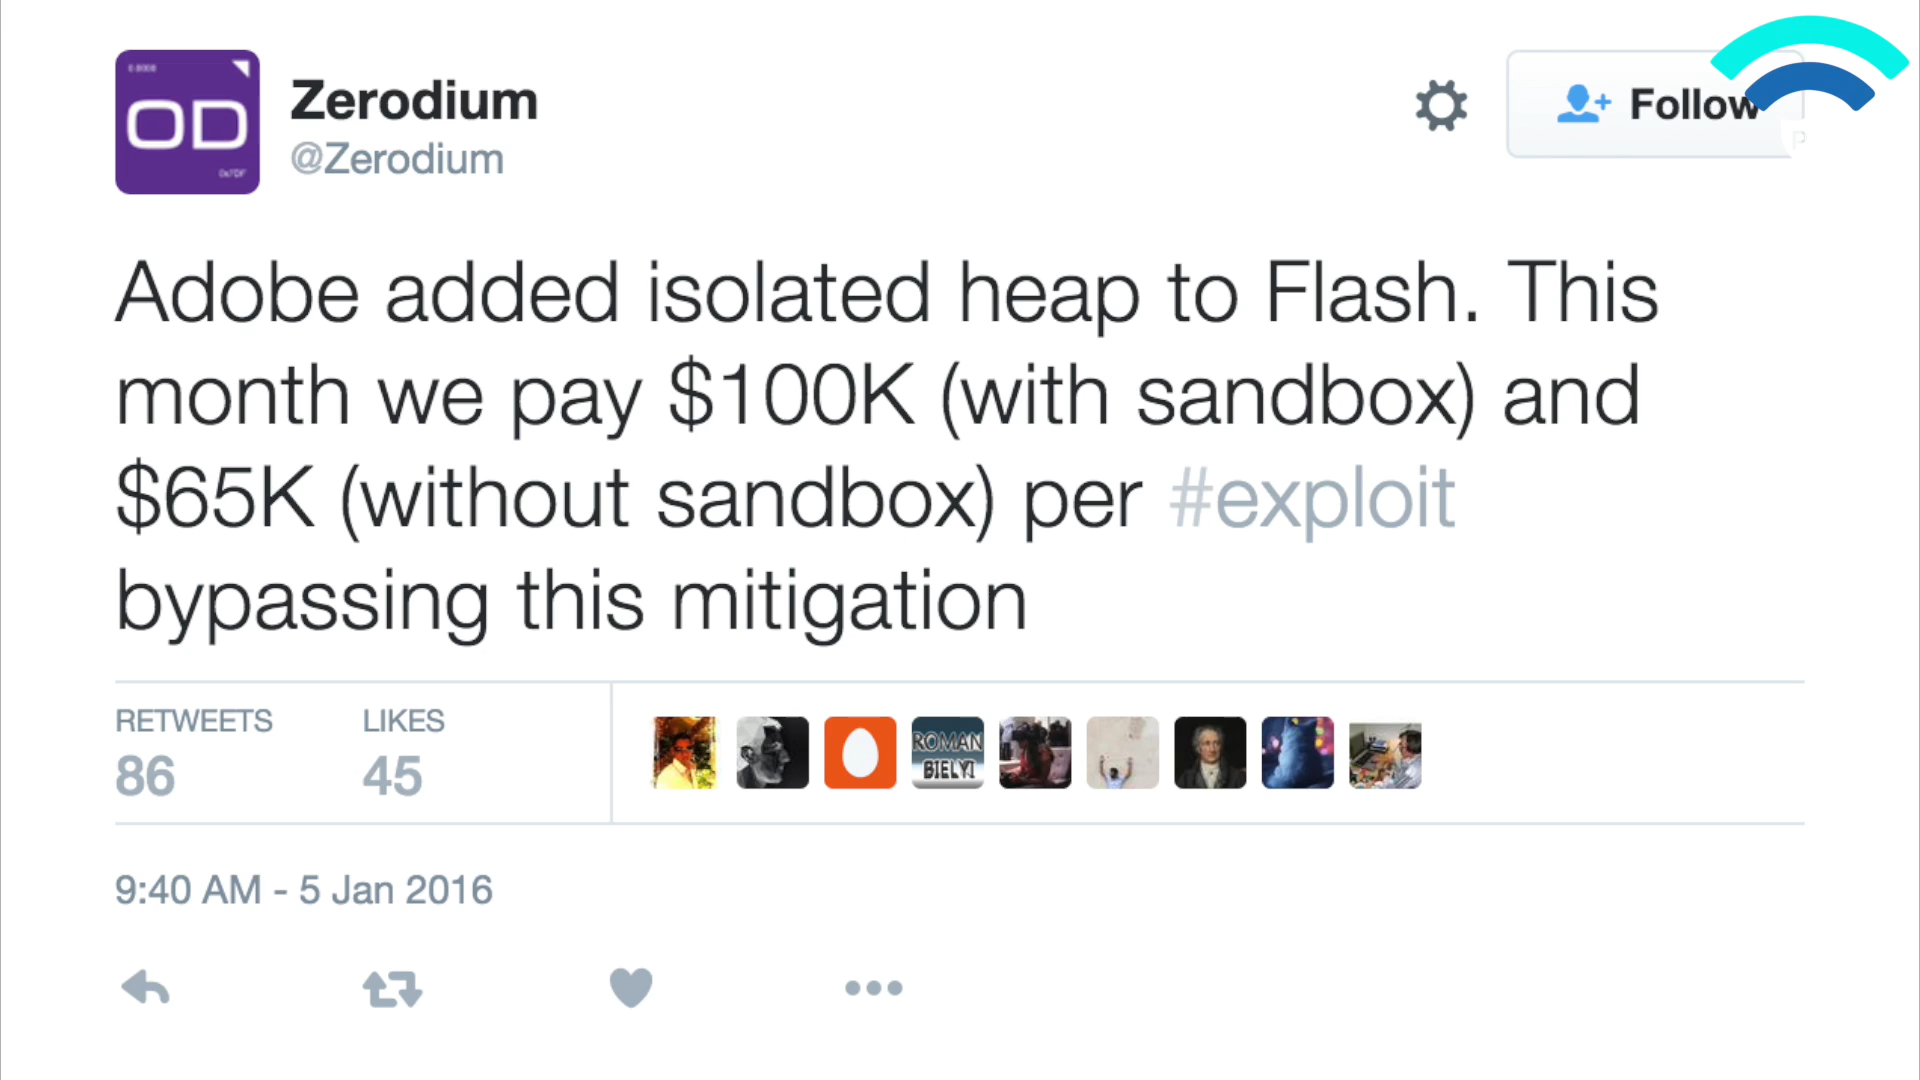 OD
Zerodium
@Zerodium
Follow
Adobe added isolated heap to Flash. This
month we pay $100K (with sandbox) and
$65K (without sandbox) per #exploit
bypassing this mitigation
RETWEETS
LIKES
86
45
ROMAN
BIELYI
9:40 AM - 5 Jan 2016